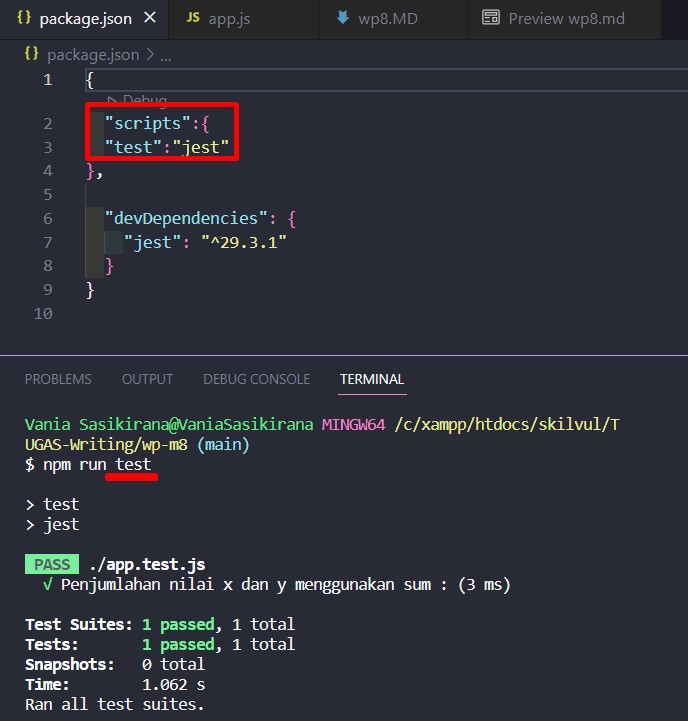 {} package.json ✕ JS app.js wp8.MD Preview wp8.md
{} package.json > ...
1 {
▷ Debug
2 "scripts":{
3 "test":"jest"
4 },
5
6 "devDependencies": {
7 "jest": "^29.3.1"
8 }
9 }
10
PROBLEMS OUTPUT DEBUG CONSOLE TERMINAL
Vania Sasikirana@VaniaSasikirana MINGW64 /c/xampp/htdocs/skilvul/T
UGAS-Writing/wp-m8 (main)
$ npm run test
> test
> jest
PASS ./app.test.js
√ Penjumlahan nilai x dan y menggunakan sum : (3 ms)
Test Suites: 1 passed, 1 total
Tests: 1 passed, 1 total
Snapshots: 0 total
Time: 1.062 s
Ran all test suites.